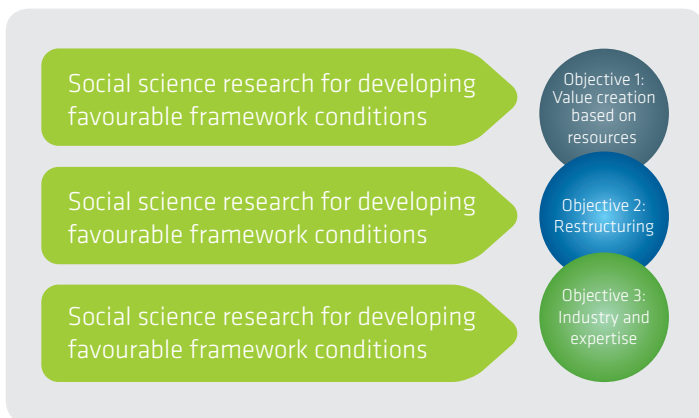 Social science research for developing
favourable framework conditions
Objective 1:
Value creation
based on
resources
Social science research for developing
favourable framework conditions
Objective 2:
Restructuring
Social science research for developing
favourable framework conditions
Objective 3:
Industry and
expertise